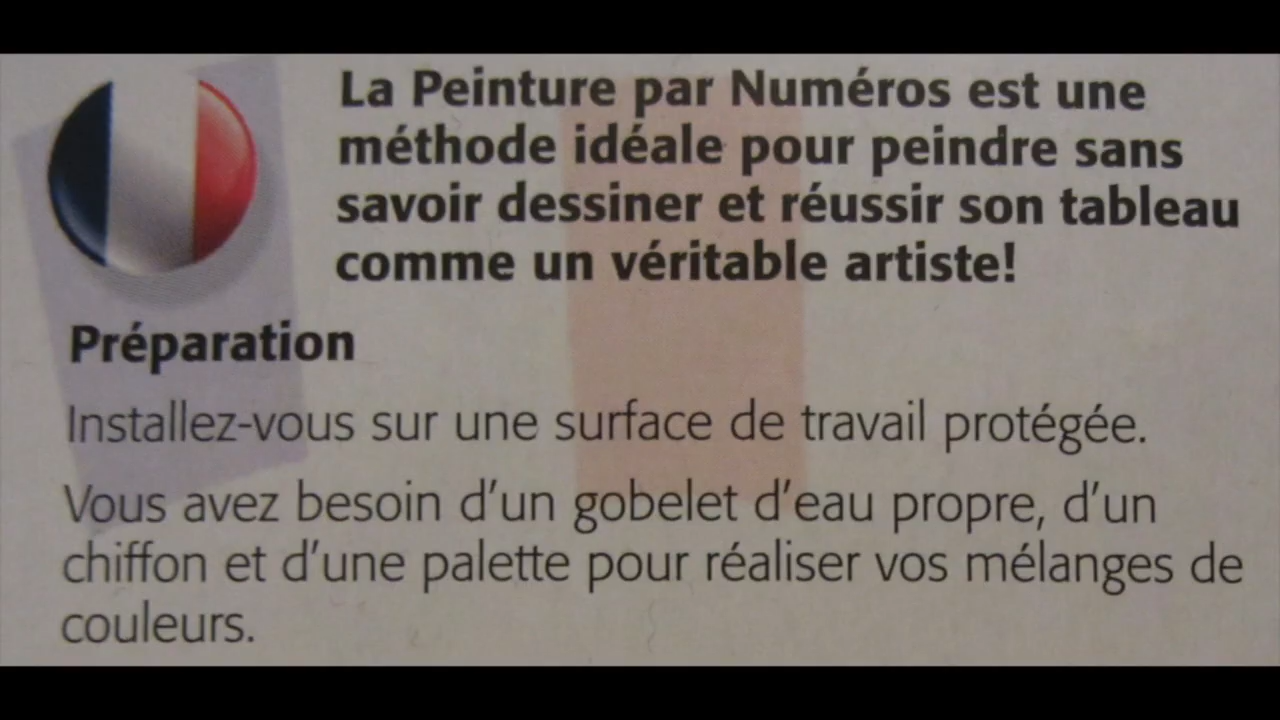 La Peinture par Numéros est une
méthode idéale pour peindre sans
savoir dessiner et réussir son tableau
comme un véritable artiste!
Préparation
Installez-vous sur une surface de travail protégée.
Vous avez besoin d'un gobelet d'eau propre, d'un
chiffon et d'une palette pour réaliser vos mélanges de
couleurs.